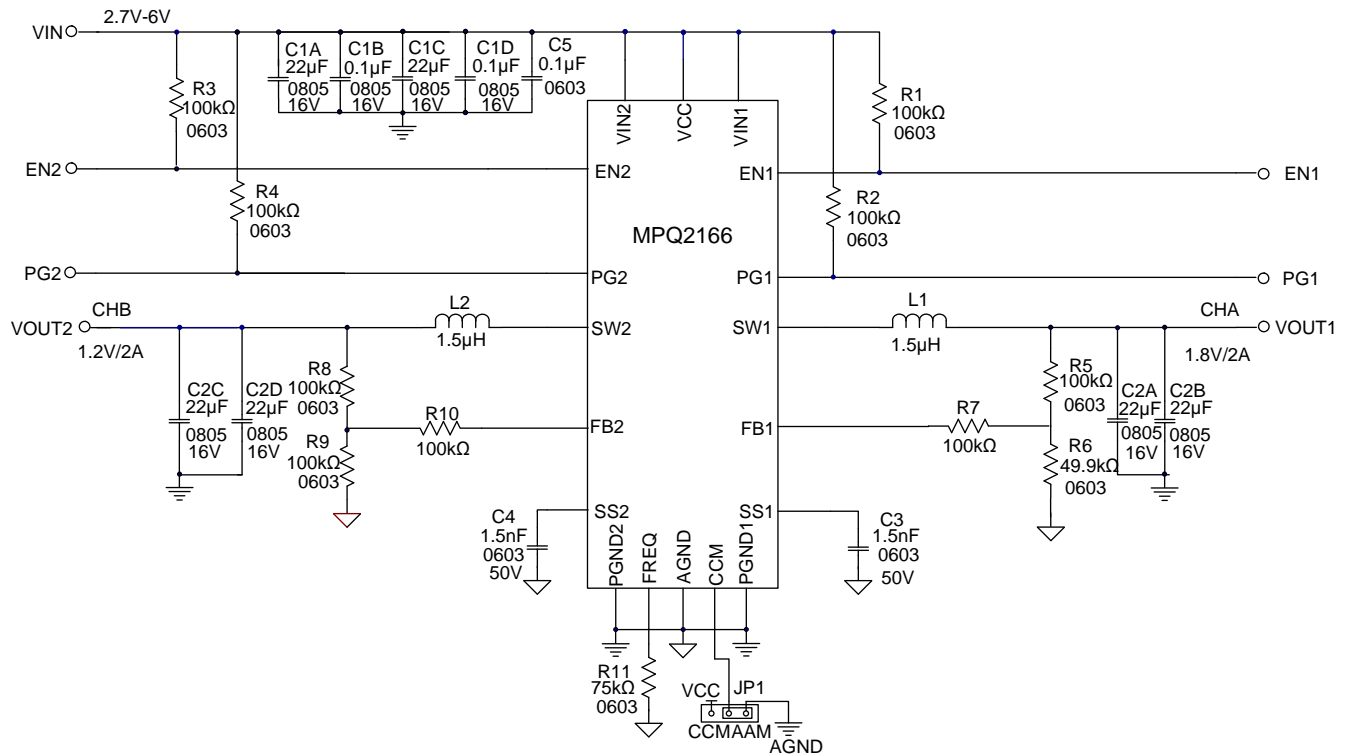 2.7V-6V
VIN
C1A
22µF
0805
16V
C1B
0.1µF
0805
16V
C1C
22µF
0805
16V
C1D
0.1µF
0805
16V
C5
0.1µF
0603
R3
100kΩ
0603
R1
100kΩ
0603
VIN2
VCC
VIN1
EN2
EN2
EN1
EN1
R4
100kΩ
0603
R2
100kΩ
0603
MPQ2166
PG2
PG2
PG1
PG1
CHB
VOUT2
1.2V/2A
L2
1.5µH
SW2
SW1
L1
1.5µH
CHA
VOUT1
1.8V/2A
C2C
22µF
0805
16V
C2D
22µF
0805
16V
R8
100kΩ
0603
R9
100kΩ
0603
R10
100kΩ
FB2
FB1
R7
100kΩ
R5
100kΩ
0603
R6
49.9kΩ
0603
C2A
22µF
0805
16V
C2B
22µF
0805
16V
C4
1.5nF
0603
50V
SS2
SS1
C3
1.5nF
0603
50V
PGND2
FREQ
AGND
CCM
PGND1
R11
75kΩ
0603
VCC
JP1
CCMAAM
AGND